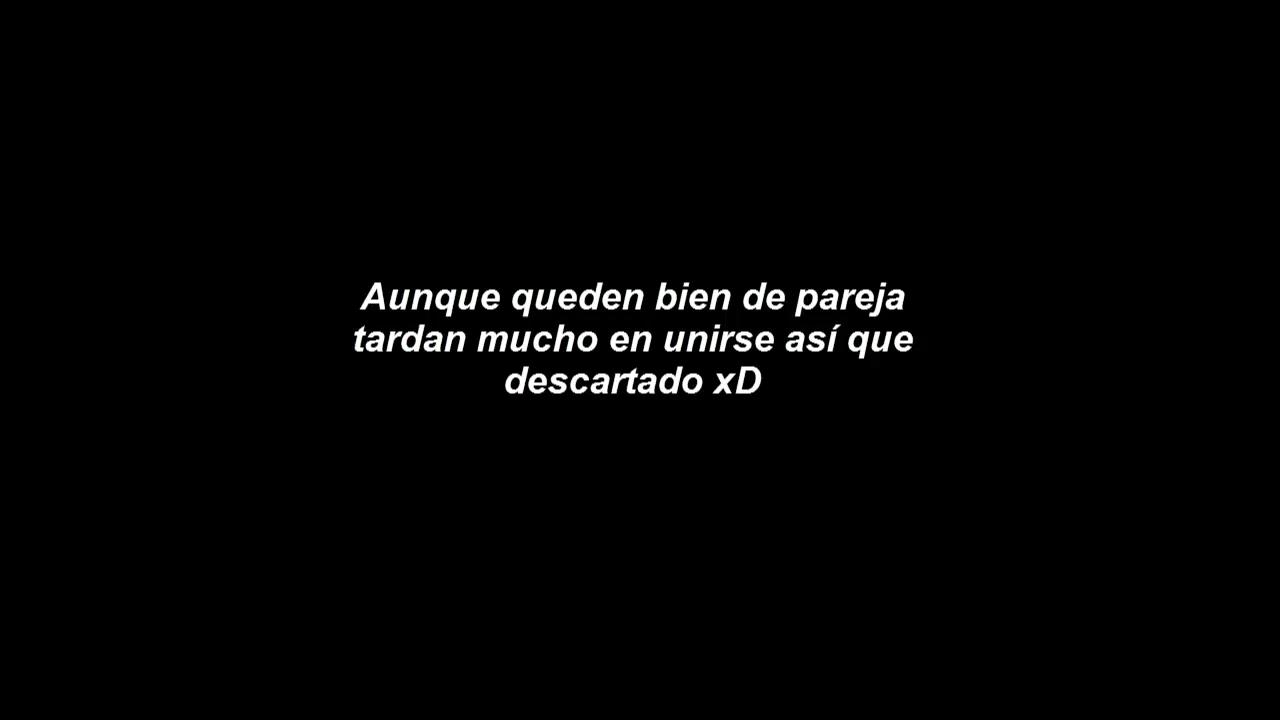 Aunque queden bien de pareja
tardan mucho en unirse así que
descartado xD